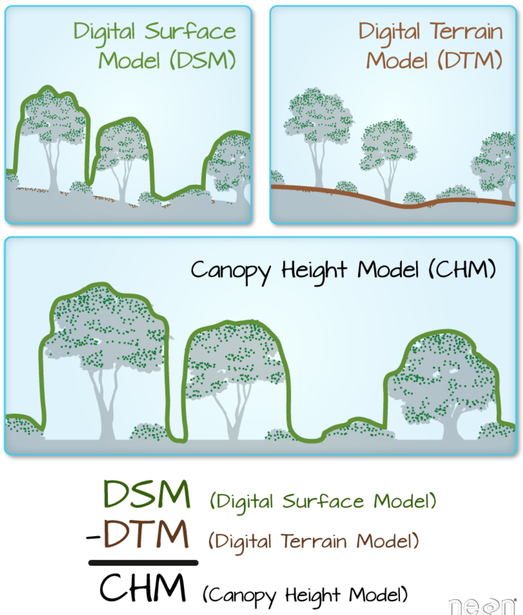 Digital Surface
Model (DSM)
Digital Terrain
Model (DTM)
Canopy Height Model (CHM)
DSM (Digital Surface Model)
-DTM (Digital Terrain Model)
CHM (Canopy Height Model)
neon